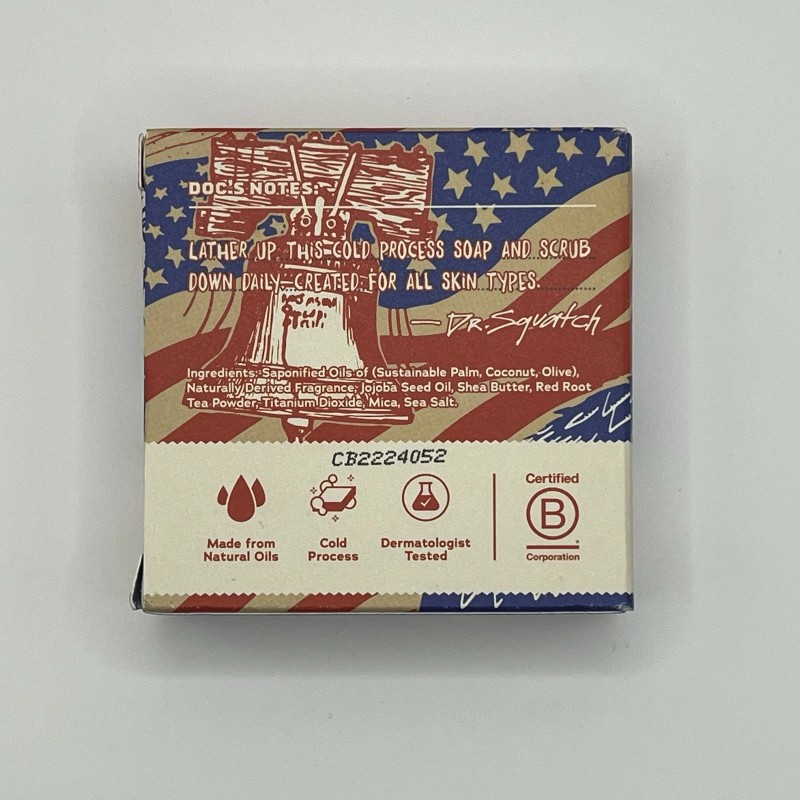 DOC'S NOTES:
LATHER UP THIS COLD PROCESS SOAP AND SCRUB
DOWN DAILY—CREATED FOR ALL SKIN TYPES.
— Dr. Squatch
Ingredients: Saponified Oils of (Sustainable Palm, Coconut, Olive),
Naturally Derived Fragrance, Jojoba Seed Oil, Shea Butter, Red Root
Tea Powder, Titanium Dioxide, Mica, Sea Salt.
CB2224052
Made from
Natural Oils
Cold
Process
Dermatologist
Tested
Certified
B
Corporation